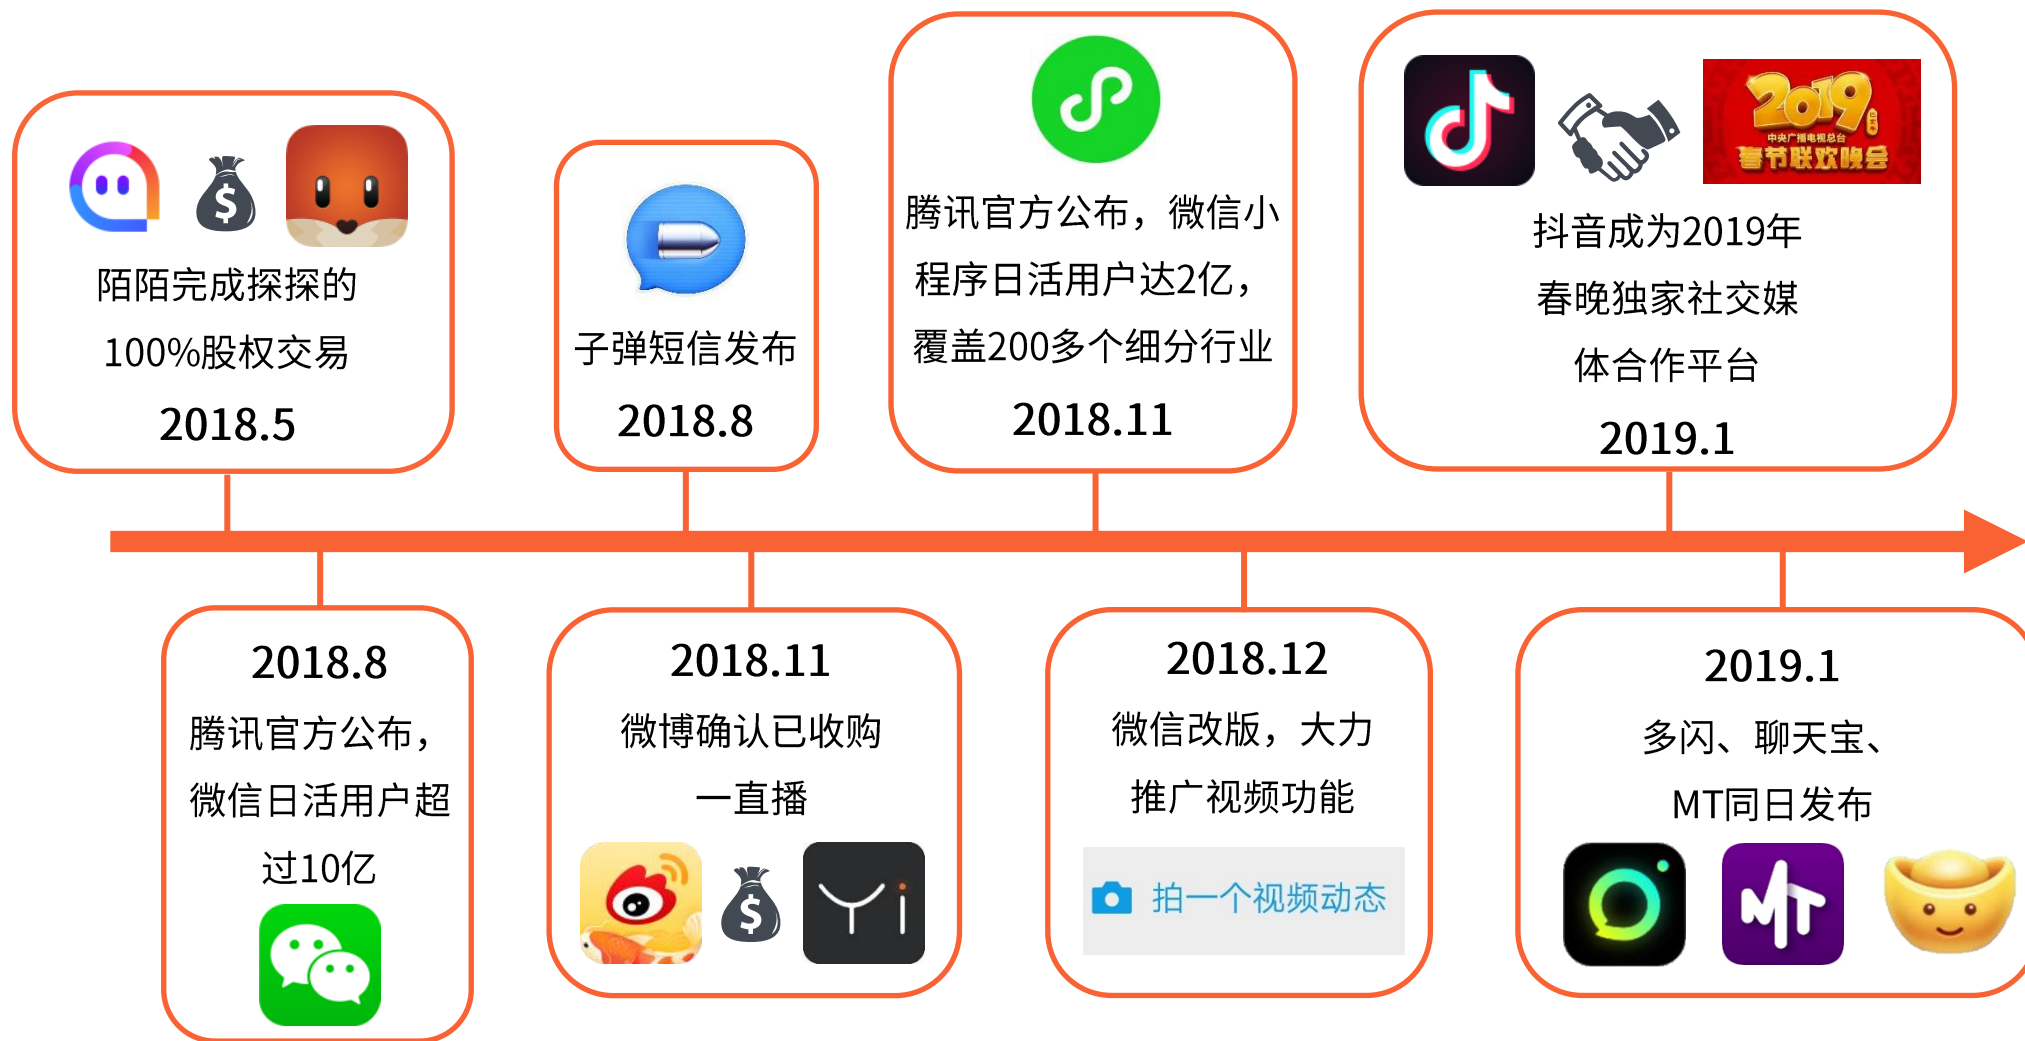 2019
中央广播电视总台
春节联欢晚会
陌陌完成探探的
100%股权交易
2018.5
子弹短信发布
2018.8
腾讯官方公布，微信小
程序日活用户达2亿，
覆盖200多个细分行业
2018.11
抖音成为2019年
春晚独家社交媒
体合作平台
2019.1
2018.8
腾讯官方公布，
微信日活用户超
过10亿
2018.11
微博确认已收购
一直播
Yi
2018.12
微信改版，大力
推广视频功能
拍一个视频动态
2019.1
多闪、聊天宝、
MT同日发布
MT